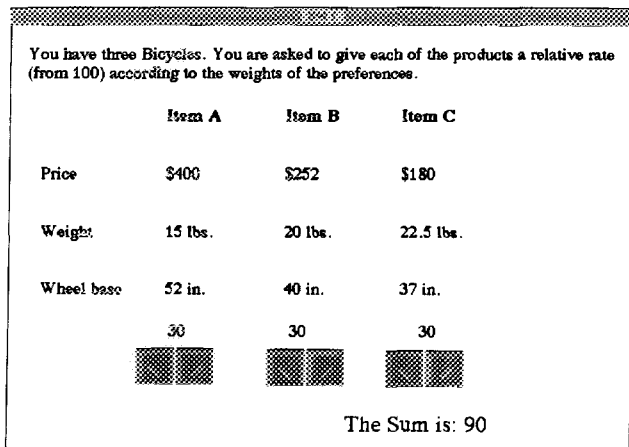 You have three Bicycles. You are asked to give each of the products a relative rate
(from 100) according to the weights of the preferences.
Item A Item B Item C
Price $400 $252 $180
Weight 15 lbs. 20 lbs. 22.5 lbs.
Wheel base 52 in. 40 in. 37 in.
30 30 30
The Sum is: 90